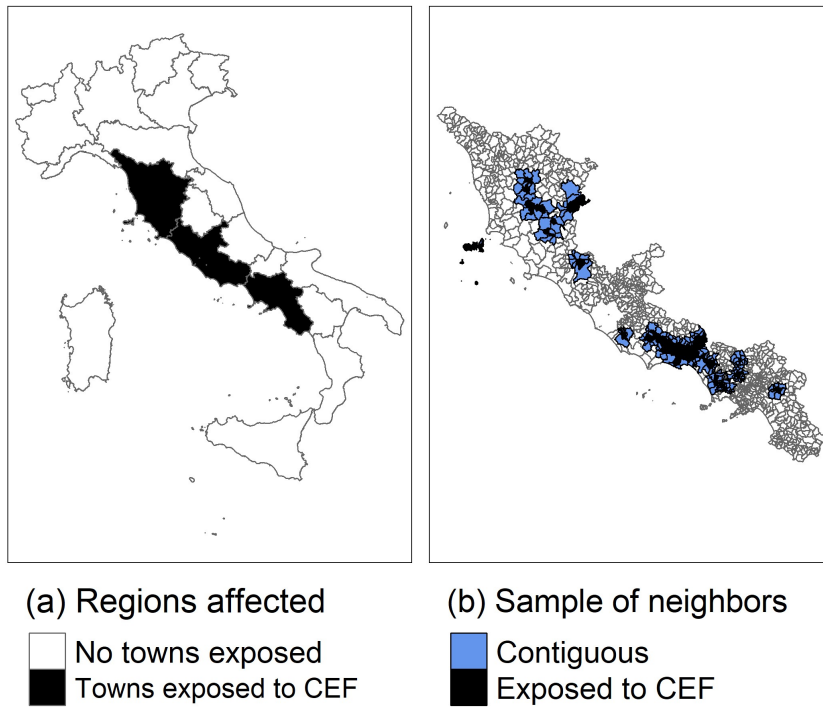 (a) Regions affected
No towns exposed
Towns exposed to CEF
(b) Sample of neighbors
Contiguous
Exposed to CEF